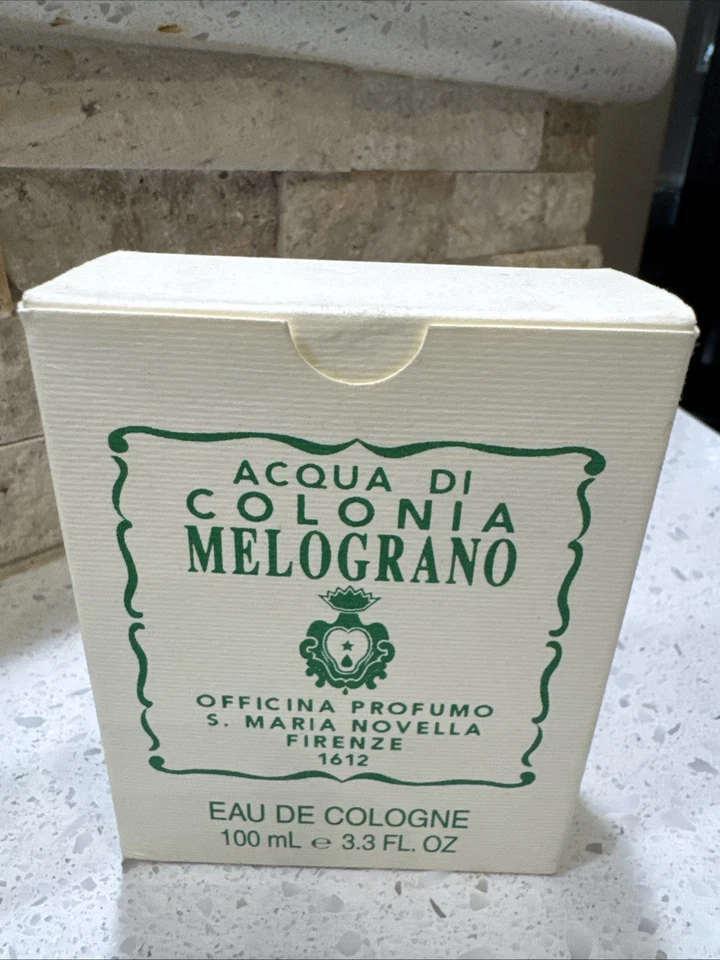 ACQUA DI
COLONIA
MELOGRANO
OFFICINA PROFUMO
S. MARIA NOVELLA
FIRENZE
1612
EAU DE COLOGNE
100 mL ℮ 3.3 FL. OZ